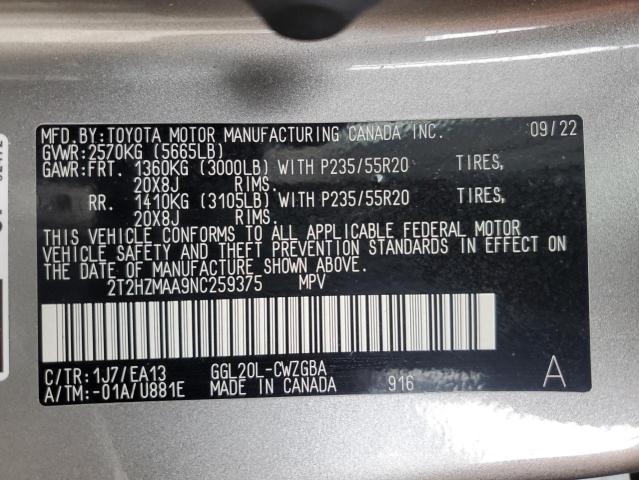 MFD.BY:TOYOTA MOTOR MANUFACTURING CANADA INC. 09/22
GVWR:2570KG (5665LB)
GAWR:FRT. 1360KG (3000LB) WITH P235/55R20 TIRES,
20X8J RIMS.
RR. 1410KG (3105LB) WITH P235/55R20 TIRES,
20X8J RIMS.
THIS VEHICLE CONFORMS TO ALL APPLICABLE FEDERAL MOTOR
VEHICLE SAFETY AND THEFT PREVENTION STANDARDS IN EFFECT ON
THE DATE OF MANUFACTURE SHOWN ABOVE.
2T2HZMAA9NC259375 MPV
C/TR:1J7/EA13 GGL20L-CWZGBA
A/TM:-01A/U881E MADE IN CANADA 916 A